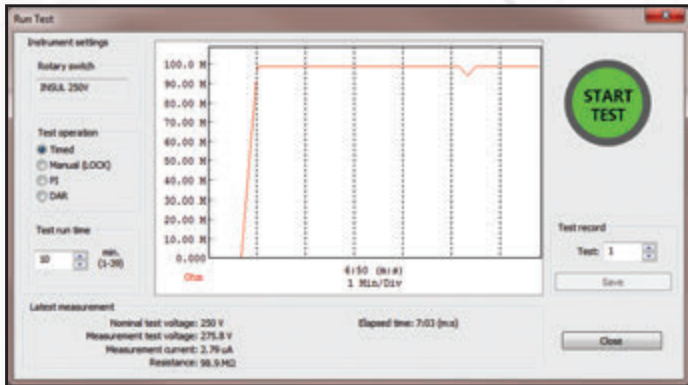 Run Test
Instrument settings
Rotary switch
INSUL 250V
Test operation
Timed
Manual (LOCK)
PI
DAR
Test run time
10
min.
(1-39)
100.0 M
90.00 M
80.00 M
70.00 M
60.00 M
50.00 M
40.00 M
30.00 M
20.00 M
10.00 M
0.000
Ohm
6:50 (m:s)
1 Min/Div
START
TEST
Test record
Test: 1
Save
Latest measurement
Nominal test voltage: 250 V
Measurement test voltage: 275.8 V
Measurement current: 2.79 uA
Resistance: 98.9 MΩ
Elapsed time: 7:03 (m:s)
Close